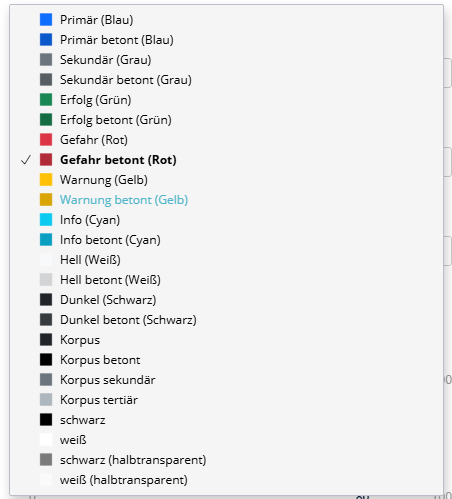 Primär (Blau)
Primär betont (Blau)
Sekundär (Grau)
Sekundär betont (Grau)
Erfolg (Grün)
Erfolg betont (Grün)
Gefahr (Rot)
Gefahr betont (Rot)
Warnung (Gelb)
Warnung betont (Gelb)
Info (Cyan)
Info betont (Cyan)
Hell (Weiß)
Hell betont (Weiß)
Dunkel (Schwarz)
Dunkel betont (Schwarz)
Korpus
Korpus betont
Korpus sekundär
Korpus tertiär
schwarz
weiß
schwarz (halbtransparent)
weiß (halbtransparent)